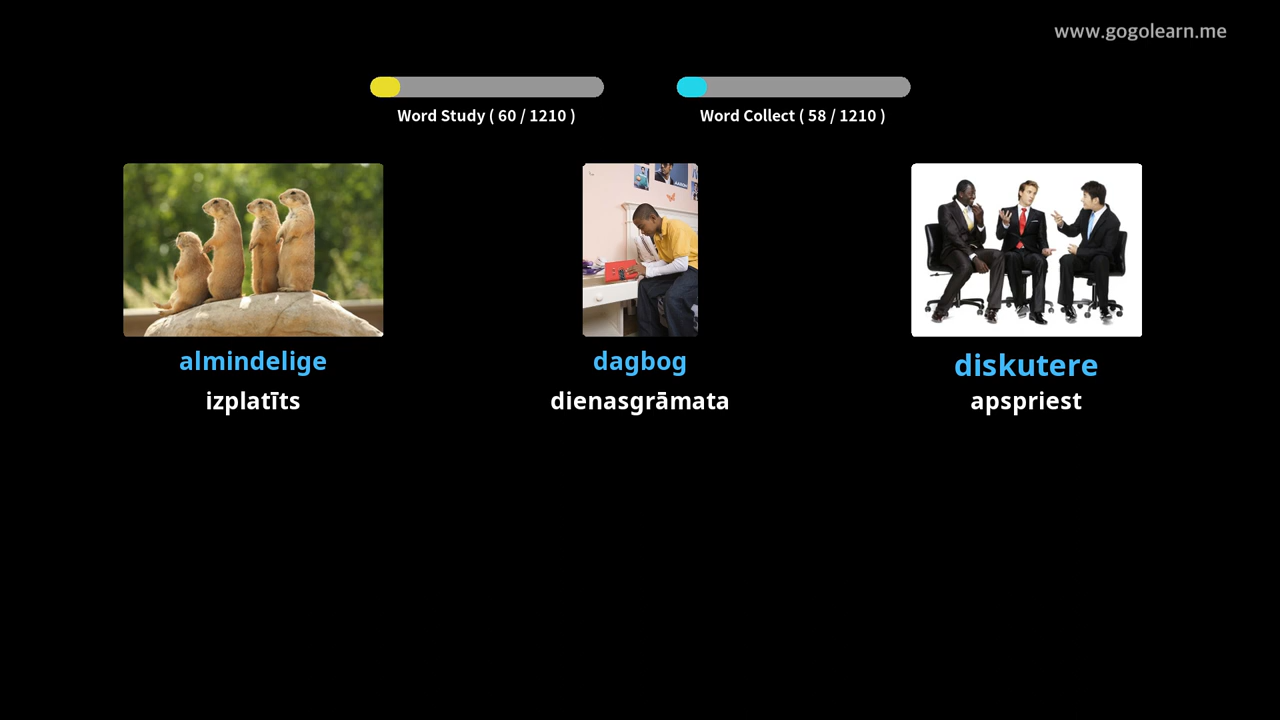 www.gogolearn.me
Word Study ( 60 / 1210 )
Word Collect ( 58 / 1210 )
almindelige
izplatīts
dagbog
dienasgrāmata
diskutere
apspriest